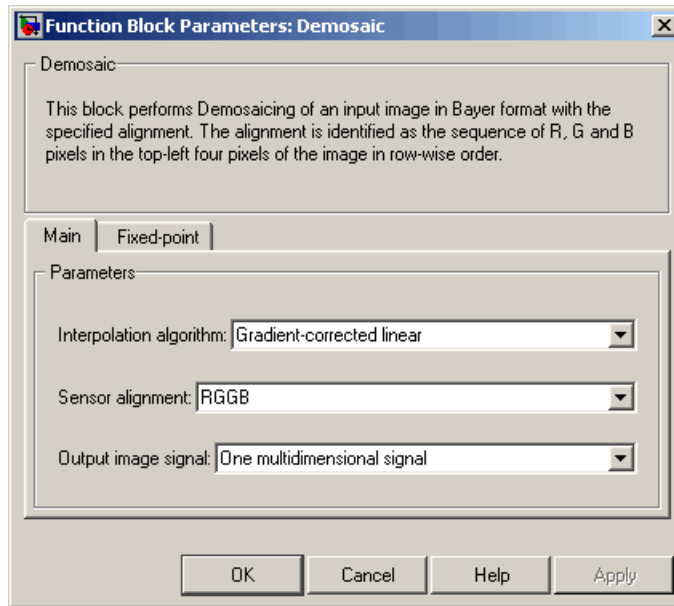 Function Block Parameters: Demosaic
Demosaic
This block performs Demosaicing of an input image in Bayer format with the
specified alignment. The alignment is identified as the sequence of R, G and B
pixels in the top-left four pixels of the image in row-wise order.
Main Fixed-point
Parameters
Interpolation algorithm: Gradient-corrected linear
Sensor alignment: RGGB
Output image signal: One multidimensional signal
OK Cancel Help Apply